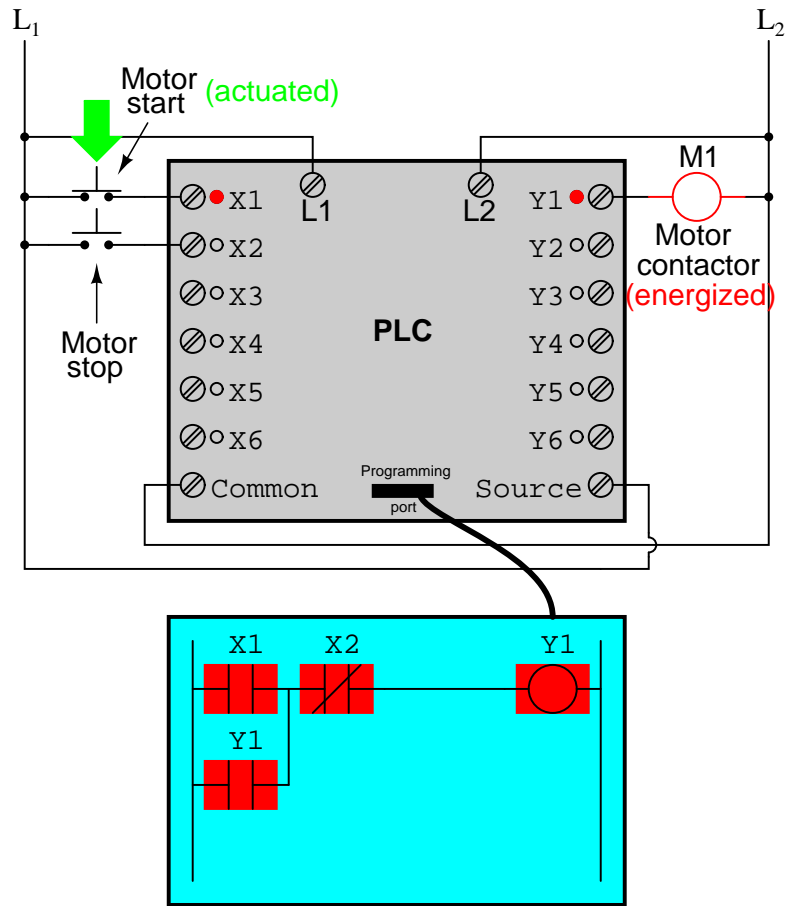 L1
L2
Motor
start
(actuated)
M1
X1
L1
L2
Y1
X2
Y2
Motor
contactor
(energized)
X3
Y3
Motor
stop
PLC
X4
Y4
X5
Y5
X6
Y6
Common
Programming
port
Source
X1
X2
Y1
Y1